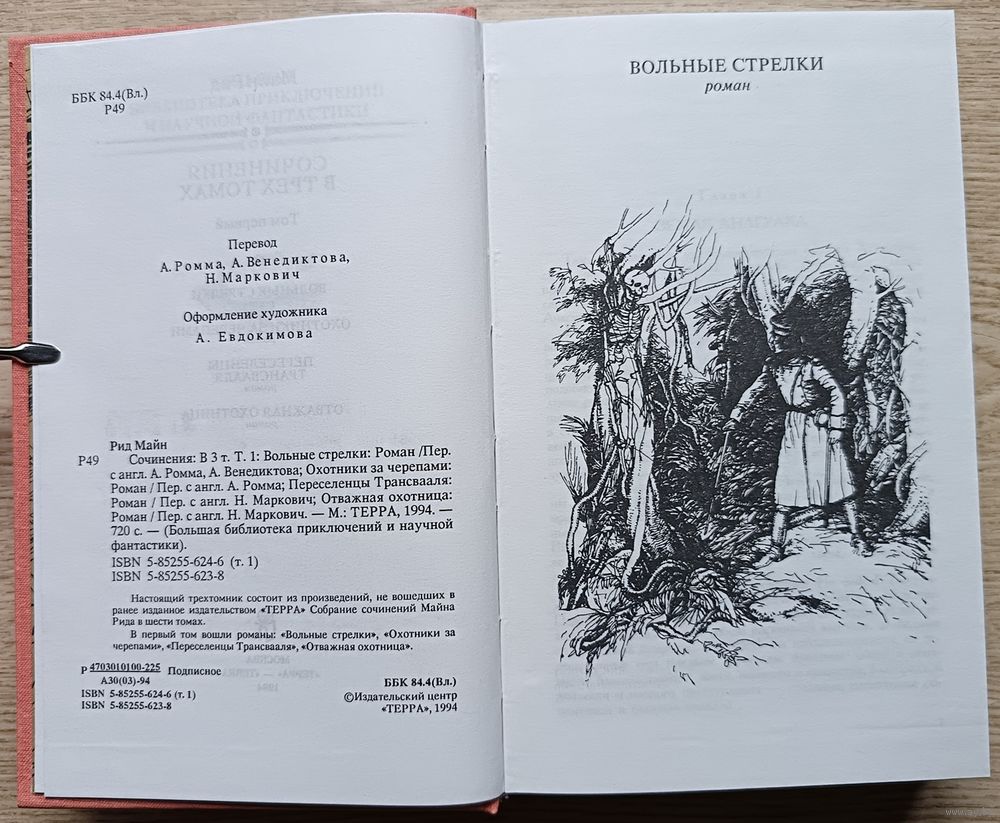 ББК 84.4(Вл.)
Р49
Перевод
А. Ромма, А. Венедиктова,
Н. Маркович
Оформление художника
А. Евдокимова
Рид Майн
Р49 Сочинения: В 3 т. Т. 1: Вольные стрелки: Роман /Пер.
с англ. А. Ромма, А. Венедиктова; Охотники за черепами:
Роман / Пер. с англ. А. Ромма; Переселенцы Трансвааля:
Роман / Пер. с англ. Н. Маркович; Отважная охотница:
Роман / Пер. с англ. Н. Маркович. — М.: ТЕРРА, 1994. —
720 с. — (Большая библиотека приключений и научной
фантастики).
ISBN 5-85255-624-6 (т. 1)
ISBN 5-85255-623-8
Настоящий трехтомник состоит из произведений, не вошедших в
ранее изданное издательством «ТЕРРА» Собрание сочинений Майна
Рида в шести томах.
В первый том вошли романы: «Вольные стрелки», «Охотники за
черепами», «Переселенцы Трансвааля», «Отважная охотница».
Р 4703010100-225 Подписное
А30(03)-94
ISBN 5-85255-624-6 (т. 1)
ISBN 5-85255-623-8
ББК 84.4(Вл.)
©Издательский центр
«ТЕРРА», 1994
ВОЛЬНЫЕ СТРЕЛКИ
роман